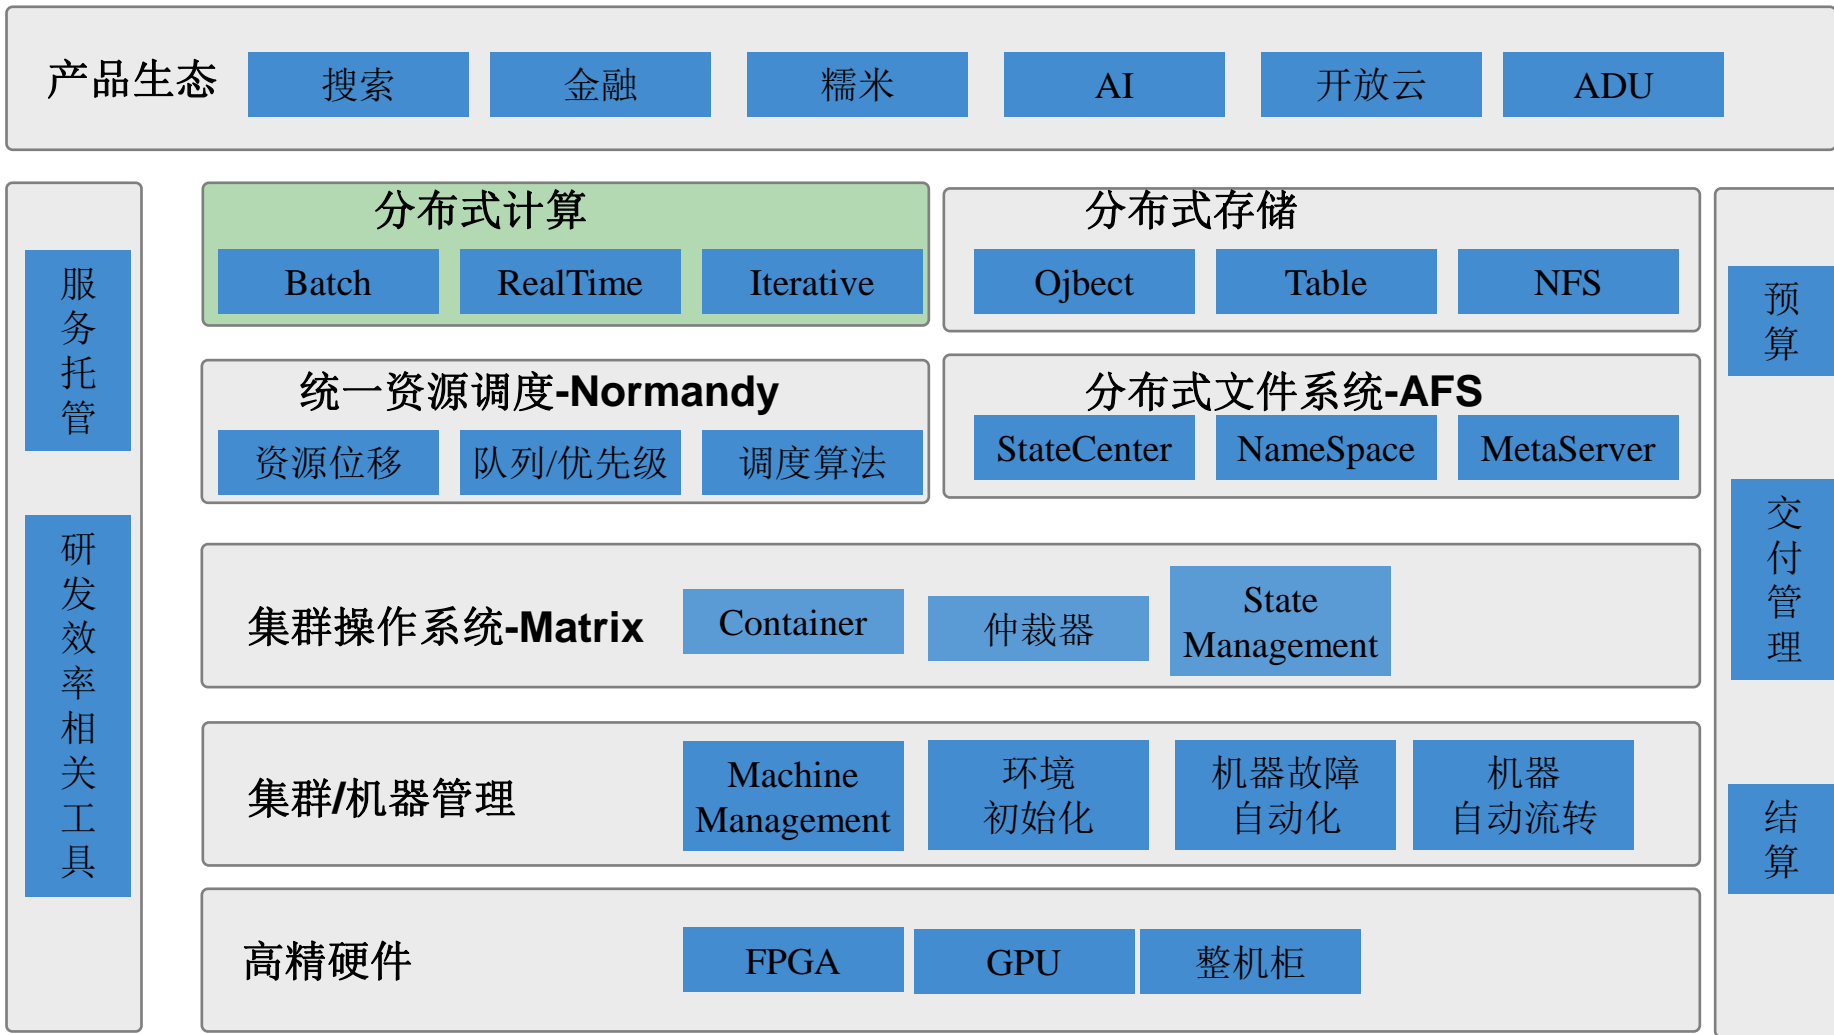 产品生态
搜索
金融
糯米
AI
开放云
ADU
服
务
托
管
研
发
效
率
相
关
工
具
分布式计算
Batch
RealTime
Iterative
分布式存储
Ojbect
Table
NFS
统一资源调度-Normandy
资源位移
队列/优先级
调度算法
分布式文件系统-AFS
StateCenter
NameSpace
MetaServer
集群操作系统-Matrix
Container
仲裁器
State
Management
集群/机器管理
Machine
Management
环境
初始化
机器故障
自动化
机器
自动流转
高精硬件
FPGA
GPU
整机柜
预
算
交
付
管
理
结
算